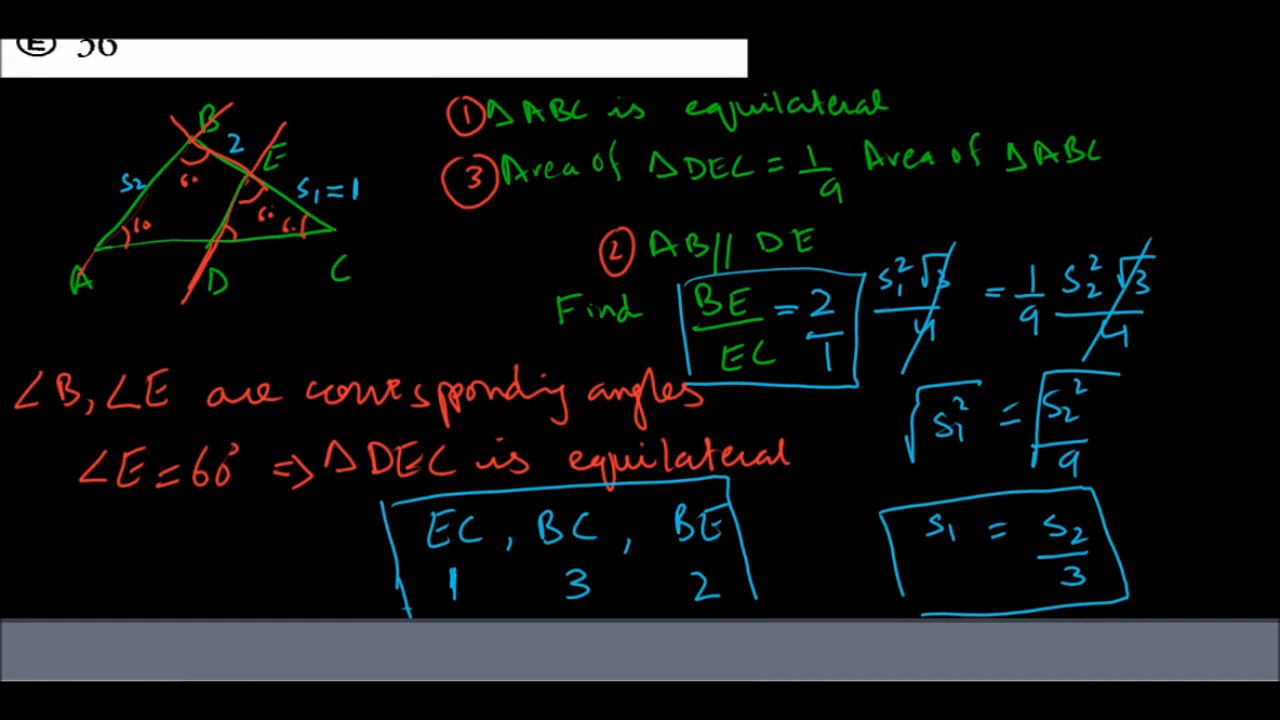 E 36
① △ABC is equilateral
③ Area of △DEC = 1/9 Area of △ABC
② AB || DE
Find BE/EC = 2/1
s₁²√3/4 = 1/9 s₂²√3/4
√s₁² = √s₂²/9
s₁ = s₂/3
B
2
E
s₂
60
s₁ = 1
60
60
60
A
D
C
∠B, ∠E are corresponding angles
∠E = 60° ⇒ △DEC is equilateral
EC, BC, BE
1 3 2